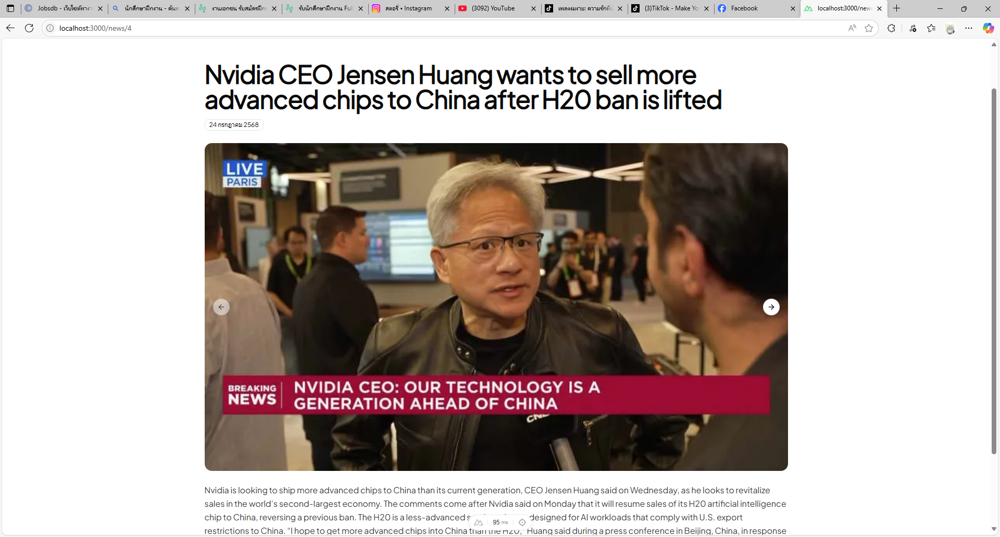 Jobsdb - เว็บไซต์หางา
นักศึกษาฝึกงาน - ค้นห
งานเอกชน รับสมัครฝึก
รับนักศึกษาฝึกงาน Full
สตอรี่ • Instagram
(3092) YouTube
เพลงงมงาย: ความรักที่
(3)TikTok - Make Yo
Facebook
localhost:3000/new
localhost:3000/news/4
Nvidia CEO Jensen Huang wants to sell more
advanced chips to China after H20 ban is lifted
24 กรกฎาคม 2568
LIVE
PARIS
BREAKING
NEWS
NVIDIA CEO: OUR TECHNOLOGY IS A
GENERATION AHEAD OF CHINA
Nvidia is looking to ship more advanced chips to China than its current generation, CEO Jensen Huang said on Wednesday, as he looks to revitalize
sales in the world's second-largest economy. The comments come after Nvidia said on Monday that it will resume sales of its H20 artificial intelligence
chip to China, reversing a previous ban. The H20 is a less-advanced designed for AI workloads that comply with U.S. export
95 ms
restrictions to China. “I hope to get more advanced chips into China than the H20,” Huang said during a press conference in Beijing, China, in response